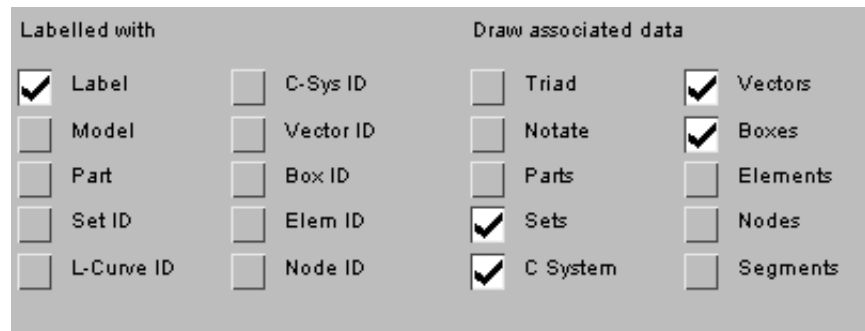 Labelled with Draw associated data
Label C-Sys ID Triad Vectors
Model Vector ID Notate Boxes
Part Box ID Parts Elements
Set ID Elem ID Sets Nodes
L-Curve ID Node ID C System Segments